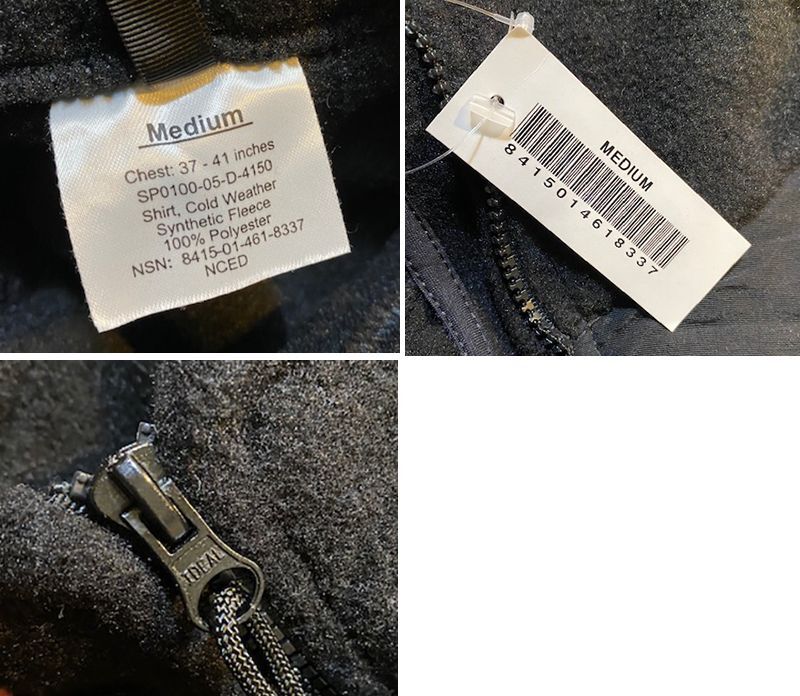 Medium
Chest: 37 - 41 inches
SP0100-05-D-4150
Shirt, Cold Weather
Synthetic Fleece
100% Polyester
NSN: 8415-01-461-8337
NCED
MEDIUM
8415014618337
IDEAL